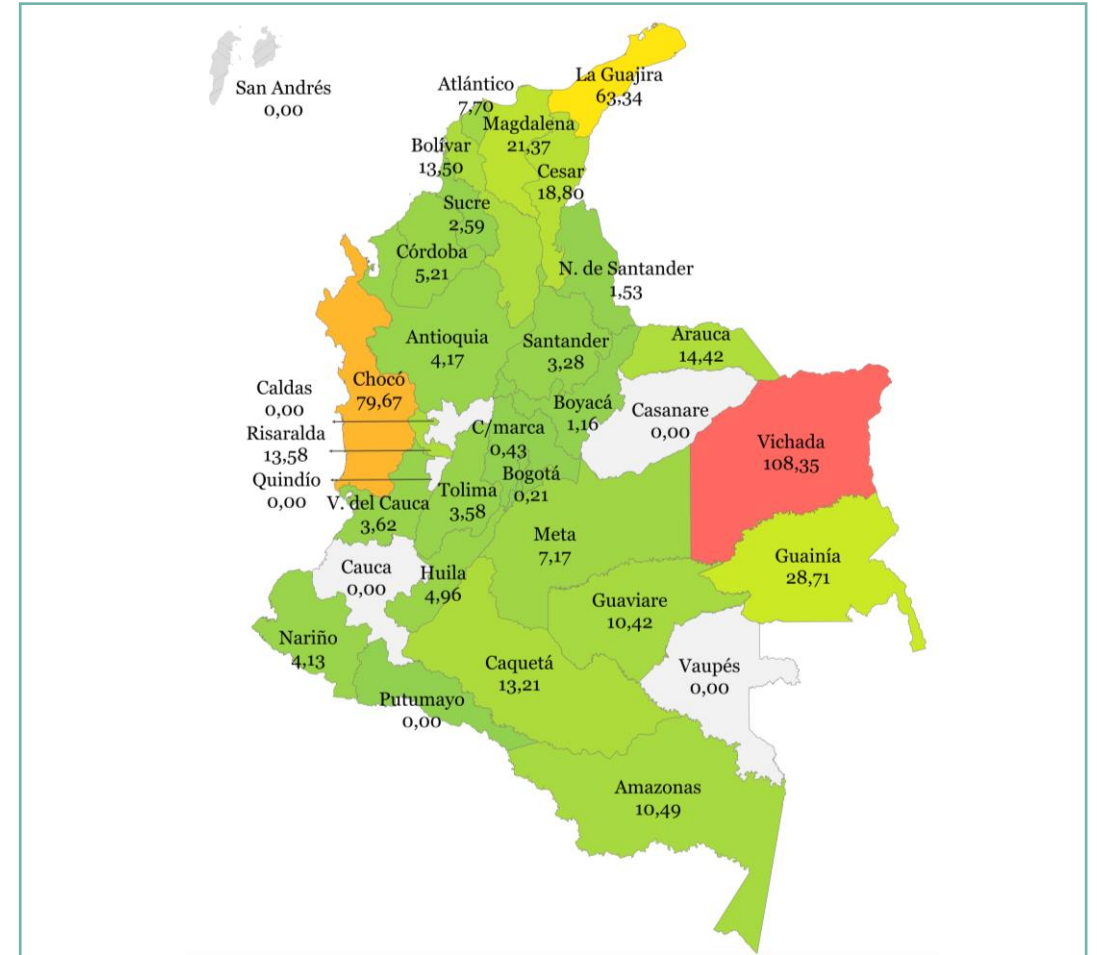 San Andrés
0,00
Atlántico
7,70
La Guajira
63,34
Magdalena
21,37
Bolívar
13,50
Cesar
18,80
Sucre
2,59
Córdoba
5,21
N. de Santander
1,53
Antioquia
4,17
Santander
3,28
Arauca
14,42
Chocó
79,67
Caldas
0,00
Risaralda
13,58
Quindío
0,00
Boyacá
1,16
Casanare
0,00
C/marca
0,43
Vichada
108,35
Bogotá
0,21
Tolima
3,58
V. del Cauca
3,62
Meta
7,17
Guainía
28,71
Cauca
0,00
Huila
4,96
Guaviare
10,42
Nariño
4,13
Caquetá
13,21
Vaupés
0,00
Putumayo
0,00
Amazonas
10,49